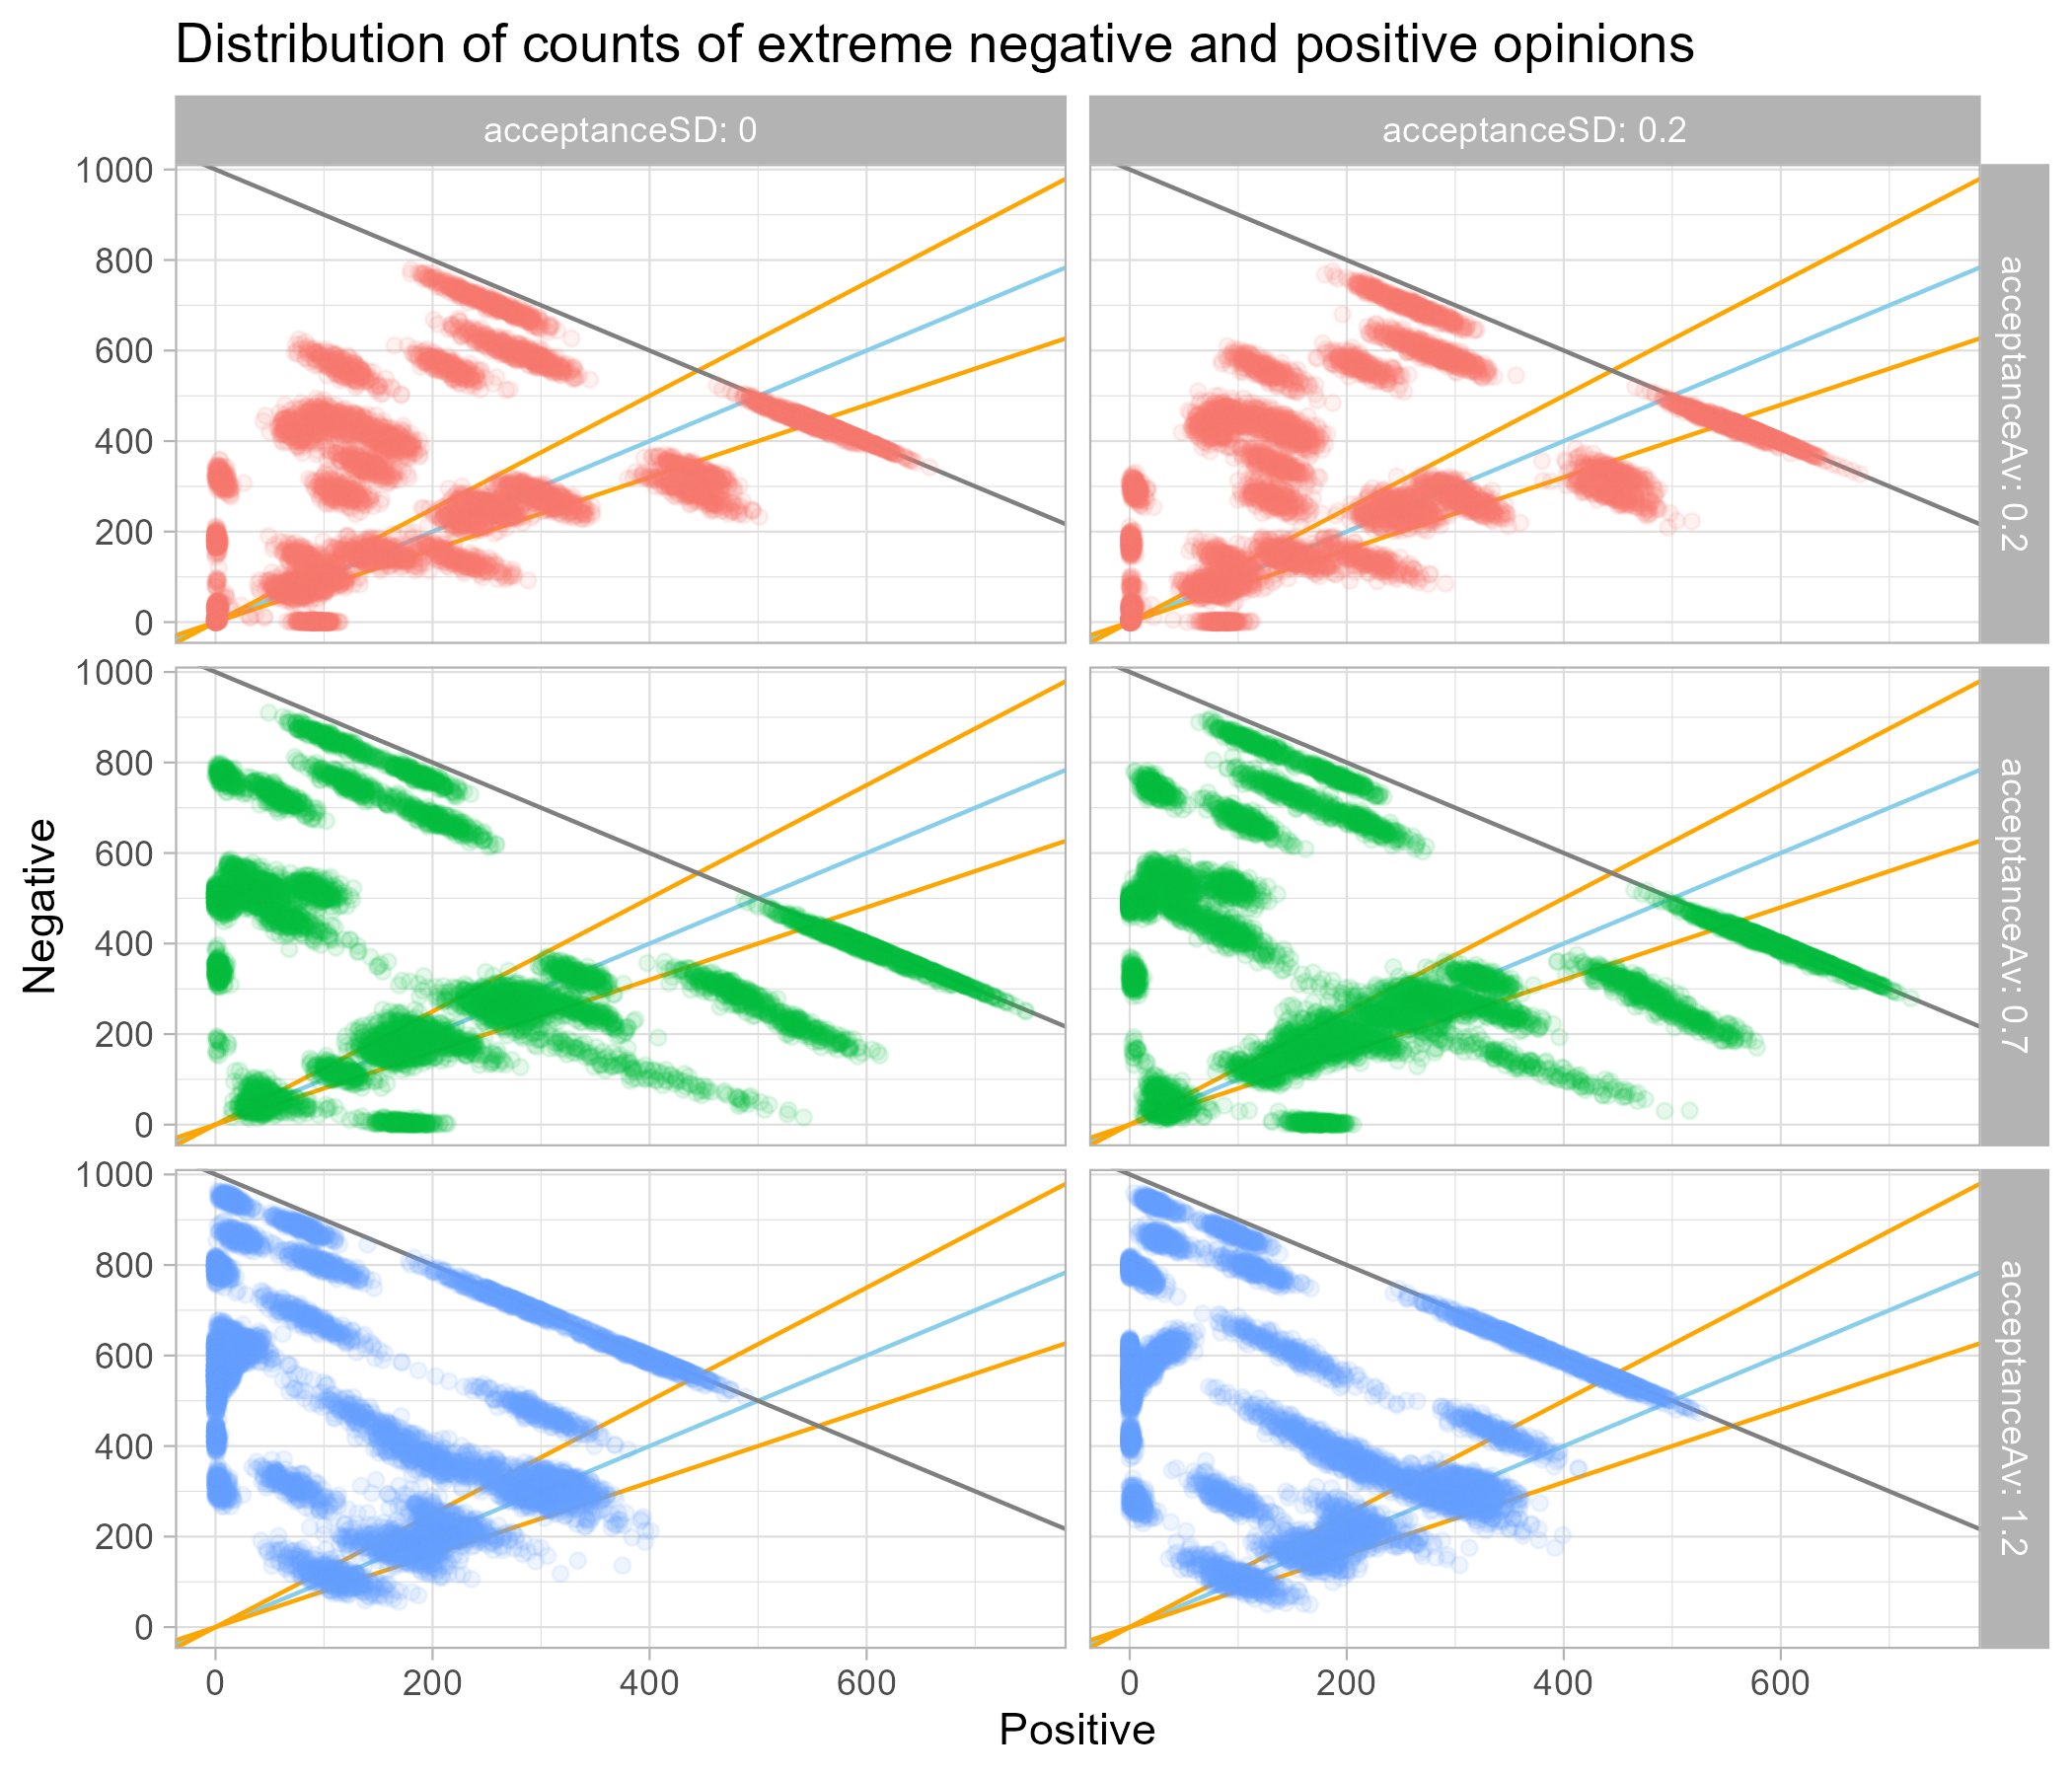 Distribution of counts of extreme negative and positive opinions
acceptanceSD: 0
acceptanceSD: 0.2
1000
800
600
400
200
0
acceptanceAv: 0.2
1000
800
600
400
200
0
acceptanceAv: 0.7
1000
800
600
400
200
0
acceptanceAv: 1.2
Negative
0 200 400 600
0 200 400 600
Positive